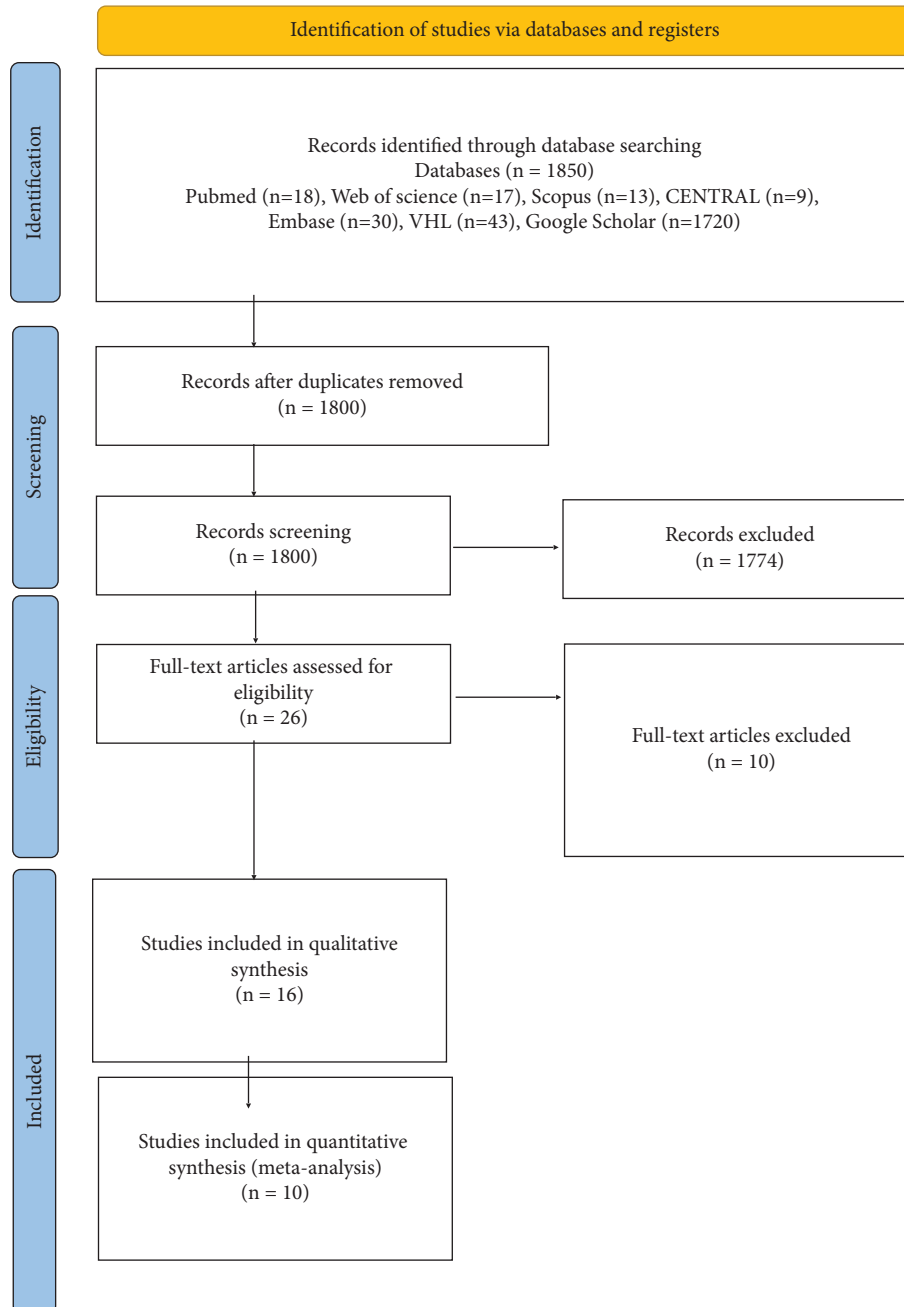 Identification of studies via databases and registers
Identification
Records identified through database searching
Databases (n = 1850)
Pubmed (n=18), Web of science (n=17), Scopus (n=13), CENTRAL (n=9),
Embase (n=30), VHL (n=43), Google Scholar (n=1720)
Screening
Records after duplicates removed
(n = 1800)
Records screening
(n = 1800)
Records excluded
(n = 1774)
Eligibility
Full-text articles assessed for
eligibility
(n = 26)
Full-text articles excluded
(n = 10)
Included
Studies included in qualitative
synthesis
(n = 16)
Studies included in quantitative
synthesis (meta-analysis)
(n = 10)